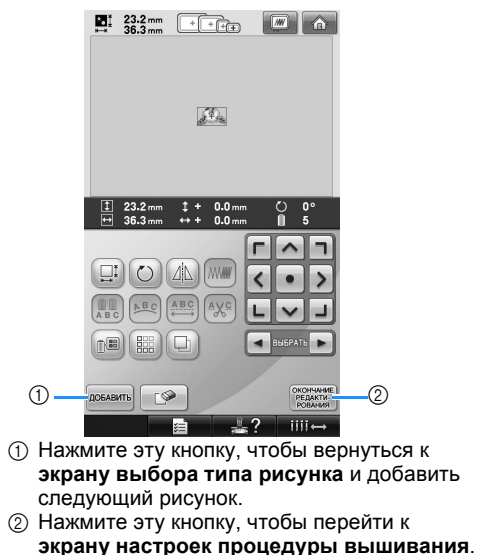 23.2 mm
36.3 mm
23.2 mm + 0.0 mm 0°
36.3 mm + 0.0 mm 5
A B C A B C A B C A C
ВЫБРАТЬ
① ДОБАВИТЬ ОКОНЧАНИЕ ②
РЕДАКТИ-
РОВАНИЯ
?
① Нажмите эту кнопку, чтобы вернуться к
экрану выбора типа рисунка и добавить
следующий рисунок.
② Нажмите эту кнопку, чтобы перейти к
экрану настроек процедуры вышивания.